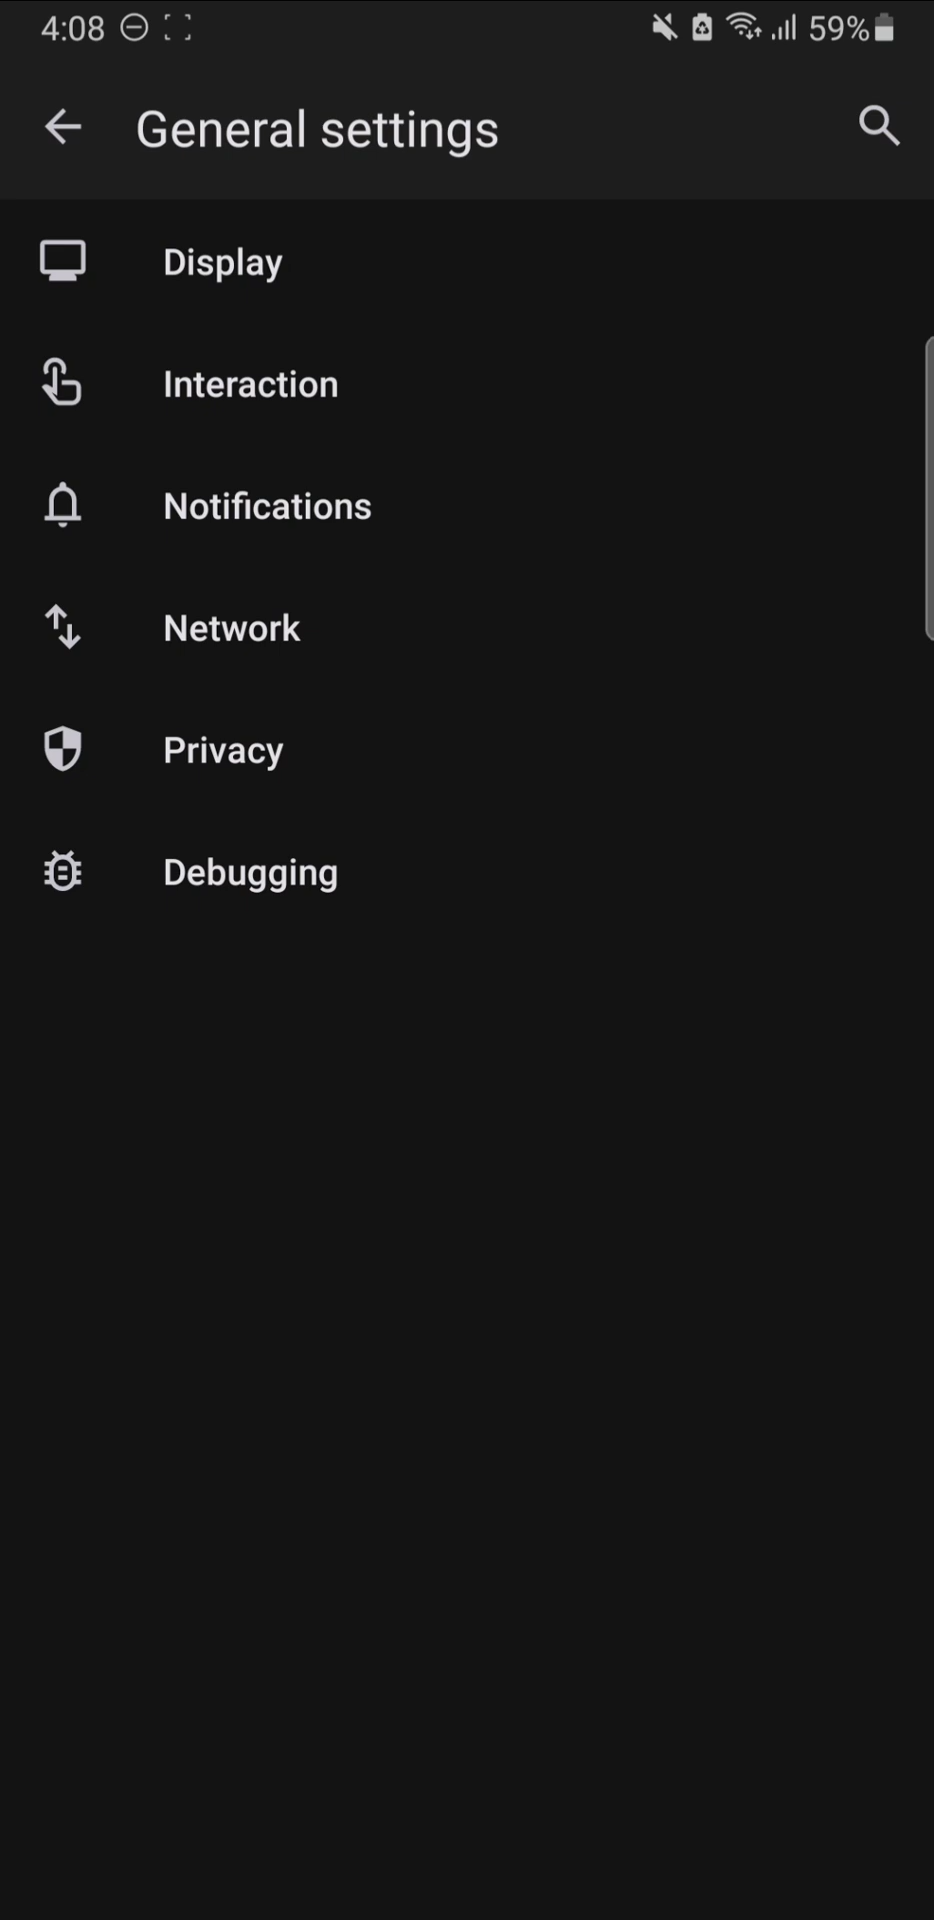 4:08 59%
General settings
Display
Interaction
Notifications
Network
Privacy
Debugging